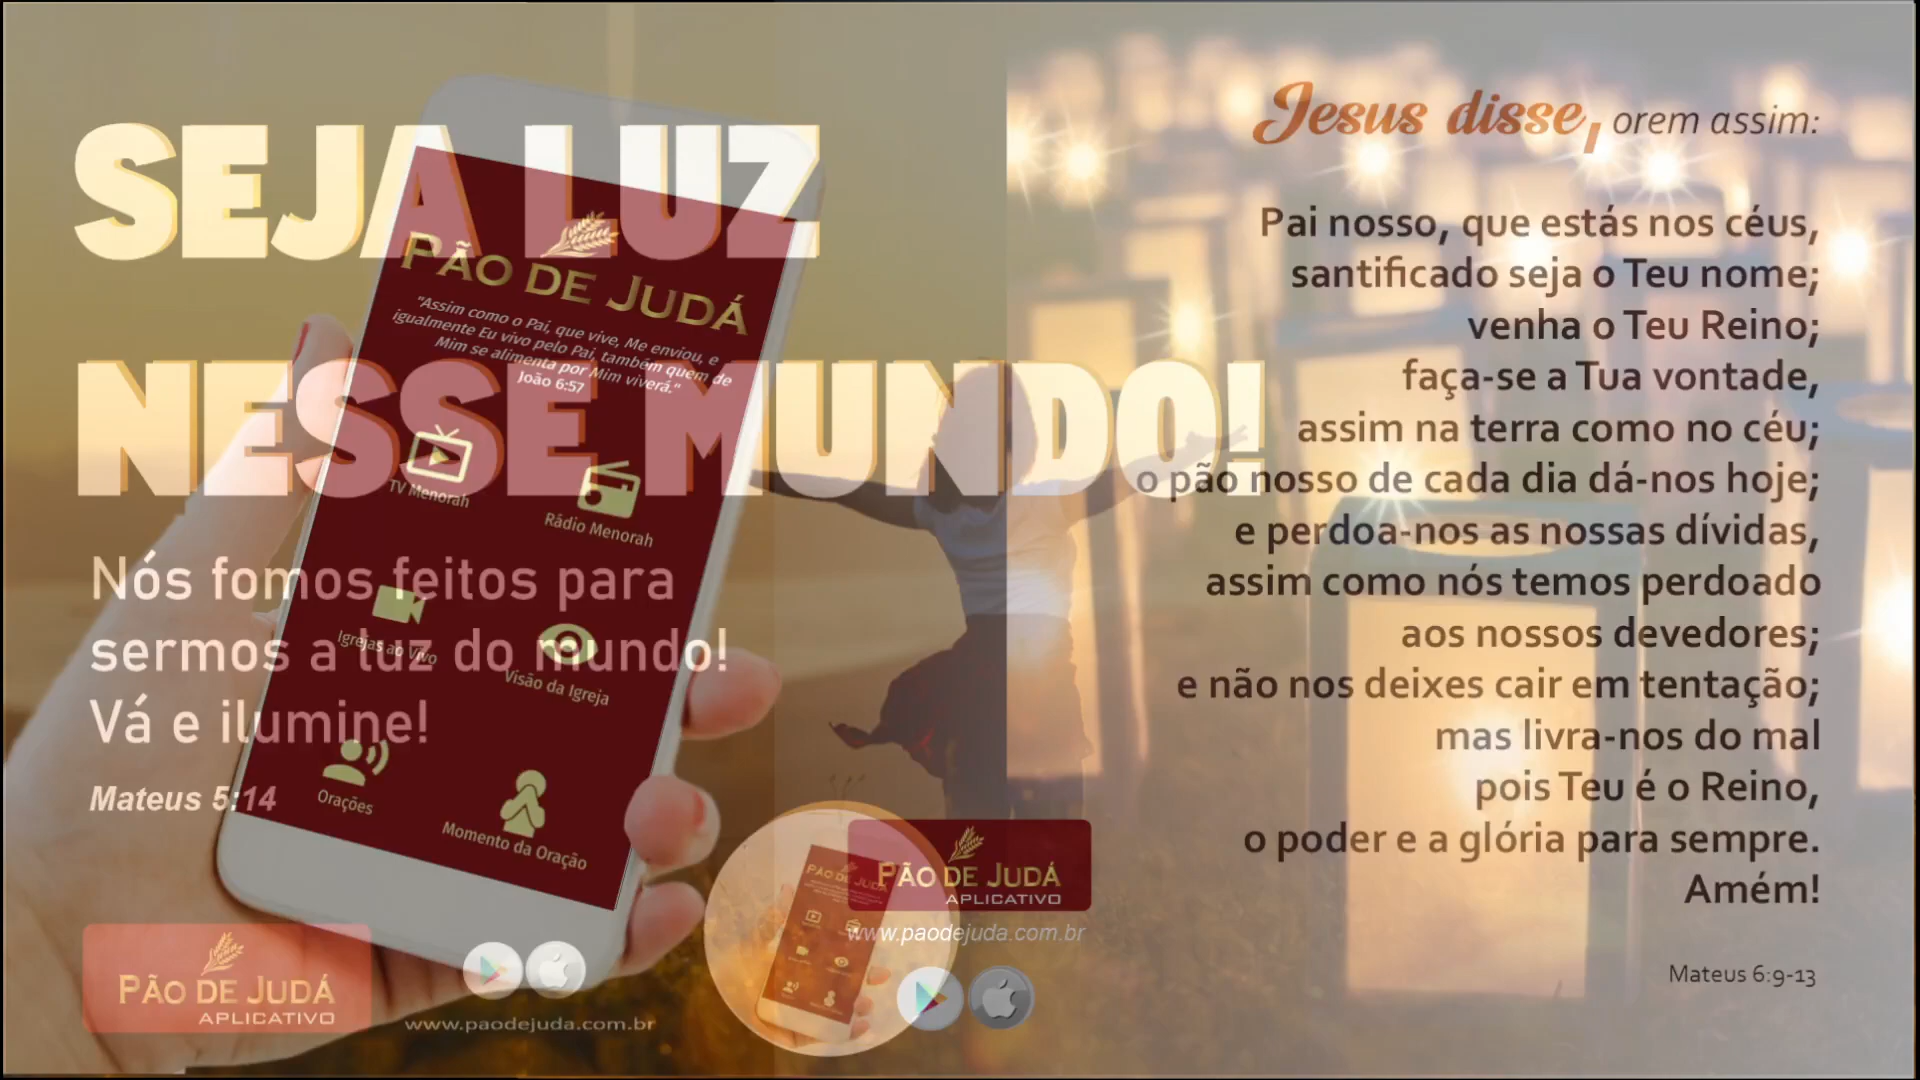 SEJA LUZ
NESSE MUNDO!
Nós fomos feitos para
sermos a luz do mundo!
Vá e ilumine!
Mateus 5:14
PÃO DE JUDÁ
"Assim como o Pai, que vive, Me enviou, e
igualmente Eu vivo pelo Pai, também quem de
Mim se alimenta por Mim viverá."
João 6:57
TV Menorah
Rádio Menorah
Igrejas ao Vivo
Visão da Igreja
Orações
Momento da Oração
PÃO DE JUDÁ
APLICATIVO
www.paodejuda.com.br
PÃO DE JUDÁ
PÃO DE JUDÁ
APLICATIVO
www.paodejuda.com.br
Jesus disse, orem assim:
Pai nosso, que estás nos céus,
santificado seja o Teu nome;
venha o Teu Reino;
faça-se a Tua vontade,
assim na terra como no céu;
o pão nosso de cada dia dá-nos hoje;
e perdoa-nos as nossas dívidas,
assim como nós temos perdoado
aos nossos devedores;
e não nos deixes cair em tentação;
mas livra-nos do mal
pois Teu é o Reino,
o poder e a glória para sempre.
Amém!
Mateus 6:9-13